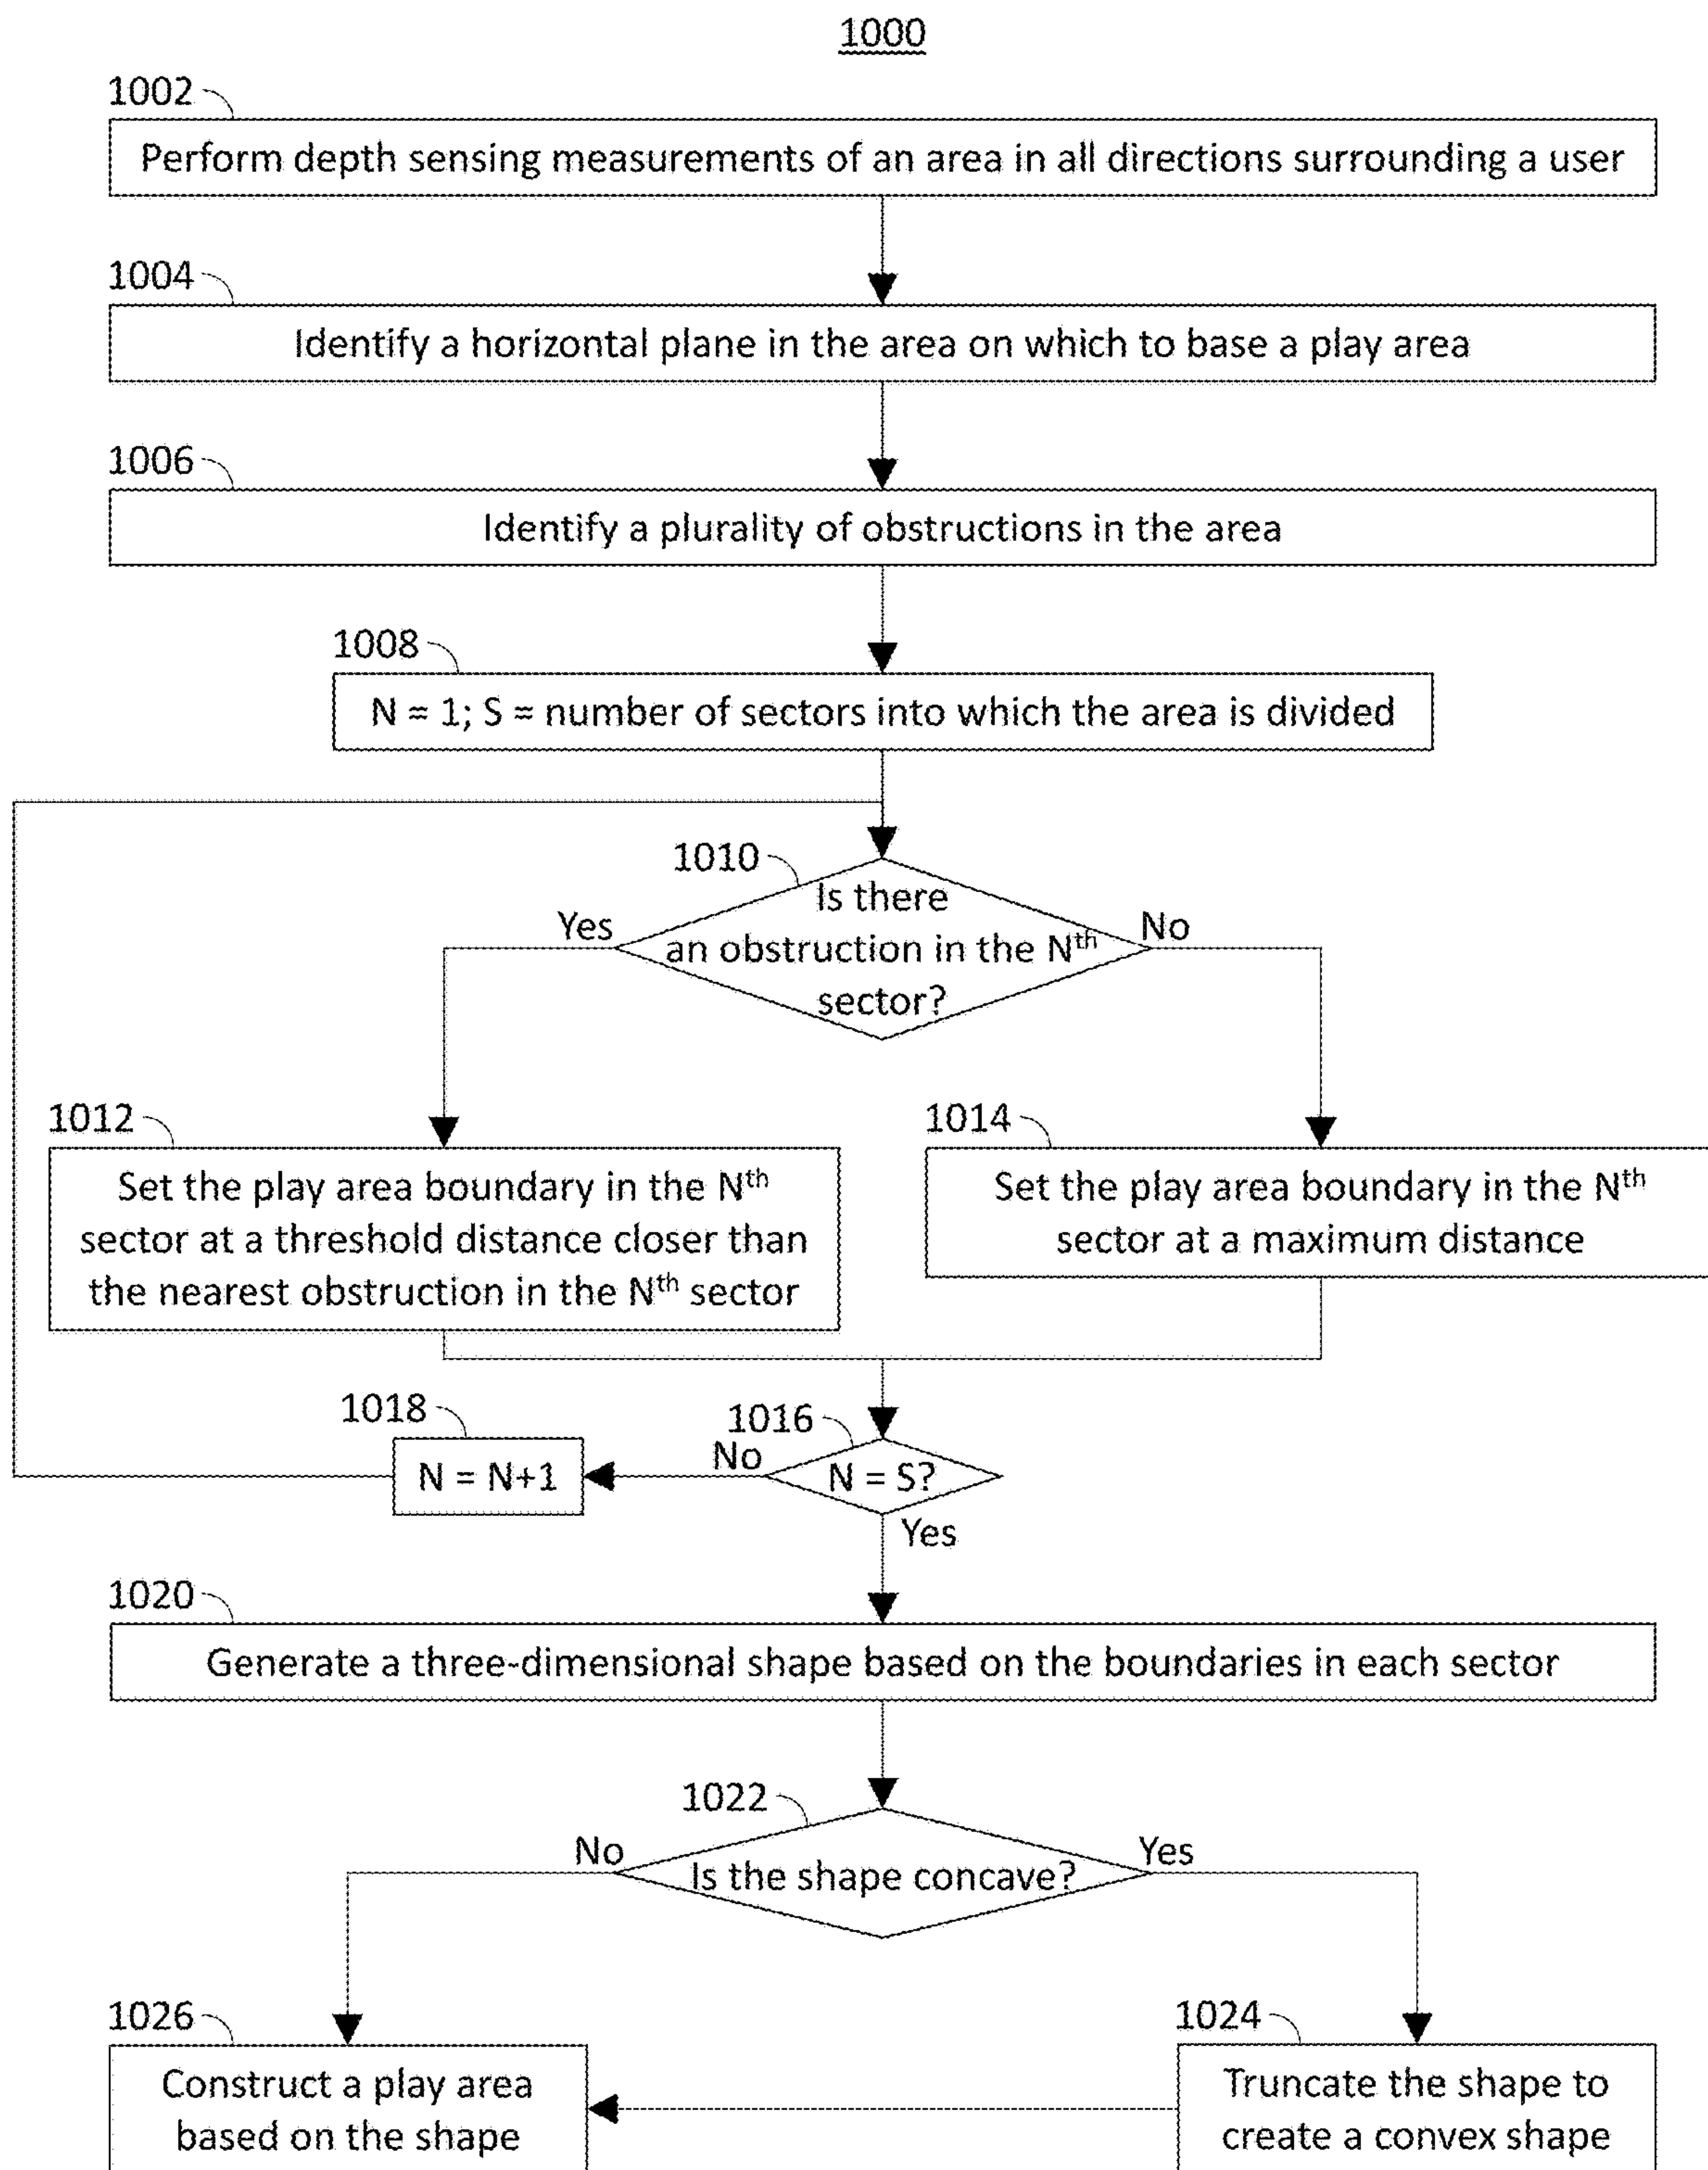 1000
1002
Perform depth sensing measurements of an area in all directions surrounding a user
1004
Identify a horizontal plane in the area on which to base a play area
1006
Identify a plurality of obstructions in the area
1008
N = 1; S = number of sectors into which the area is divided
1010
Is there
an obstruction in the Nth
sector?
Yes
No
1012
Set the play area boundary in the Nth
sector at a threshold distance closer than
the nearest obstruction in the Nth sector
1014
Set the play area boundary in the Nth
sector at a maximum distance
1016
N = S?
No
Yes
1018
N = N+1
1020
Generate a three-dimensional shape based on the boundaries in each sector
1022
Is the shape concave?
No
Yes
1026
Construct a play area
based on the shape
1024
Truncate the shape to
create a convex shape